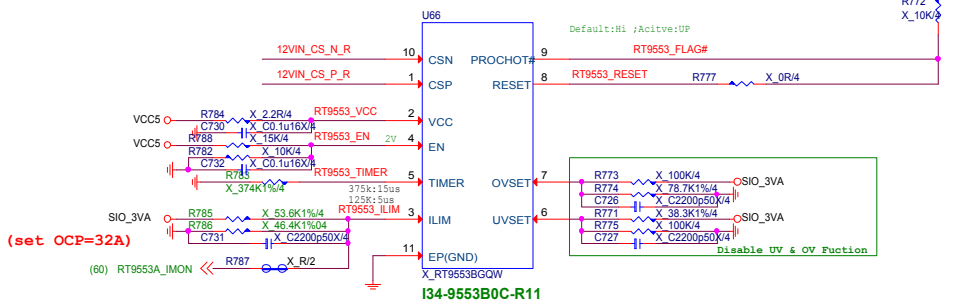 R772
X_10K/4
U66
Default:Hi ;Acitve:UP
12VIN_CS_N_R 10 CSN PROCHOT# 9 RT9553_FLAG#
12VIN_CS_P_R 1 CSP RESET 8 RT9553_RESET R777 X_0R/4
VCC5 R784 X_2.2R/4 RT9553_VCC 2 VCC
C730 X_C0.1u16X/4
VCC5 R788 X_15K/4 RT9553_EN 2V 4 EN
R782 X_10K/4
C732 X_C0.1u16X/4
R783 X_374K1%/4 RT9553_TIMER 5 TIMER
375k:15us
125K:5us
OVSET 7 R773 X_100K/4 SIO_3VA
R774 X_78.7K1%/4
C726 X_C2200p50X/4
SIO_3VA R785 X_53.6K1%/4 RT9553_ILIM 3 ILIM
R786 X_46.4K1%04
C731 X_C2200p50X/4
UVSET 6 R771 X_38.3K1%/4 SIO_3VA
R775 X_100K/4
C727 X_C2200p50X/4
Disable UV & OV Fuction
(set OCP=32A)
(60) RT9553A_IMON R787 X_R/2
11 EP(GND)
X_RT9553BGQW
I34-9553B0C-R11